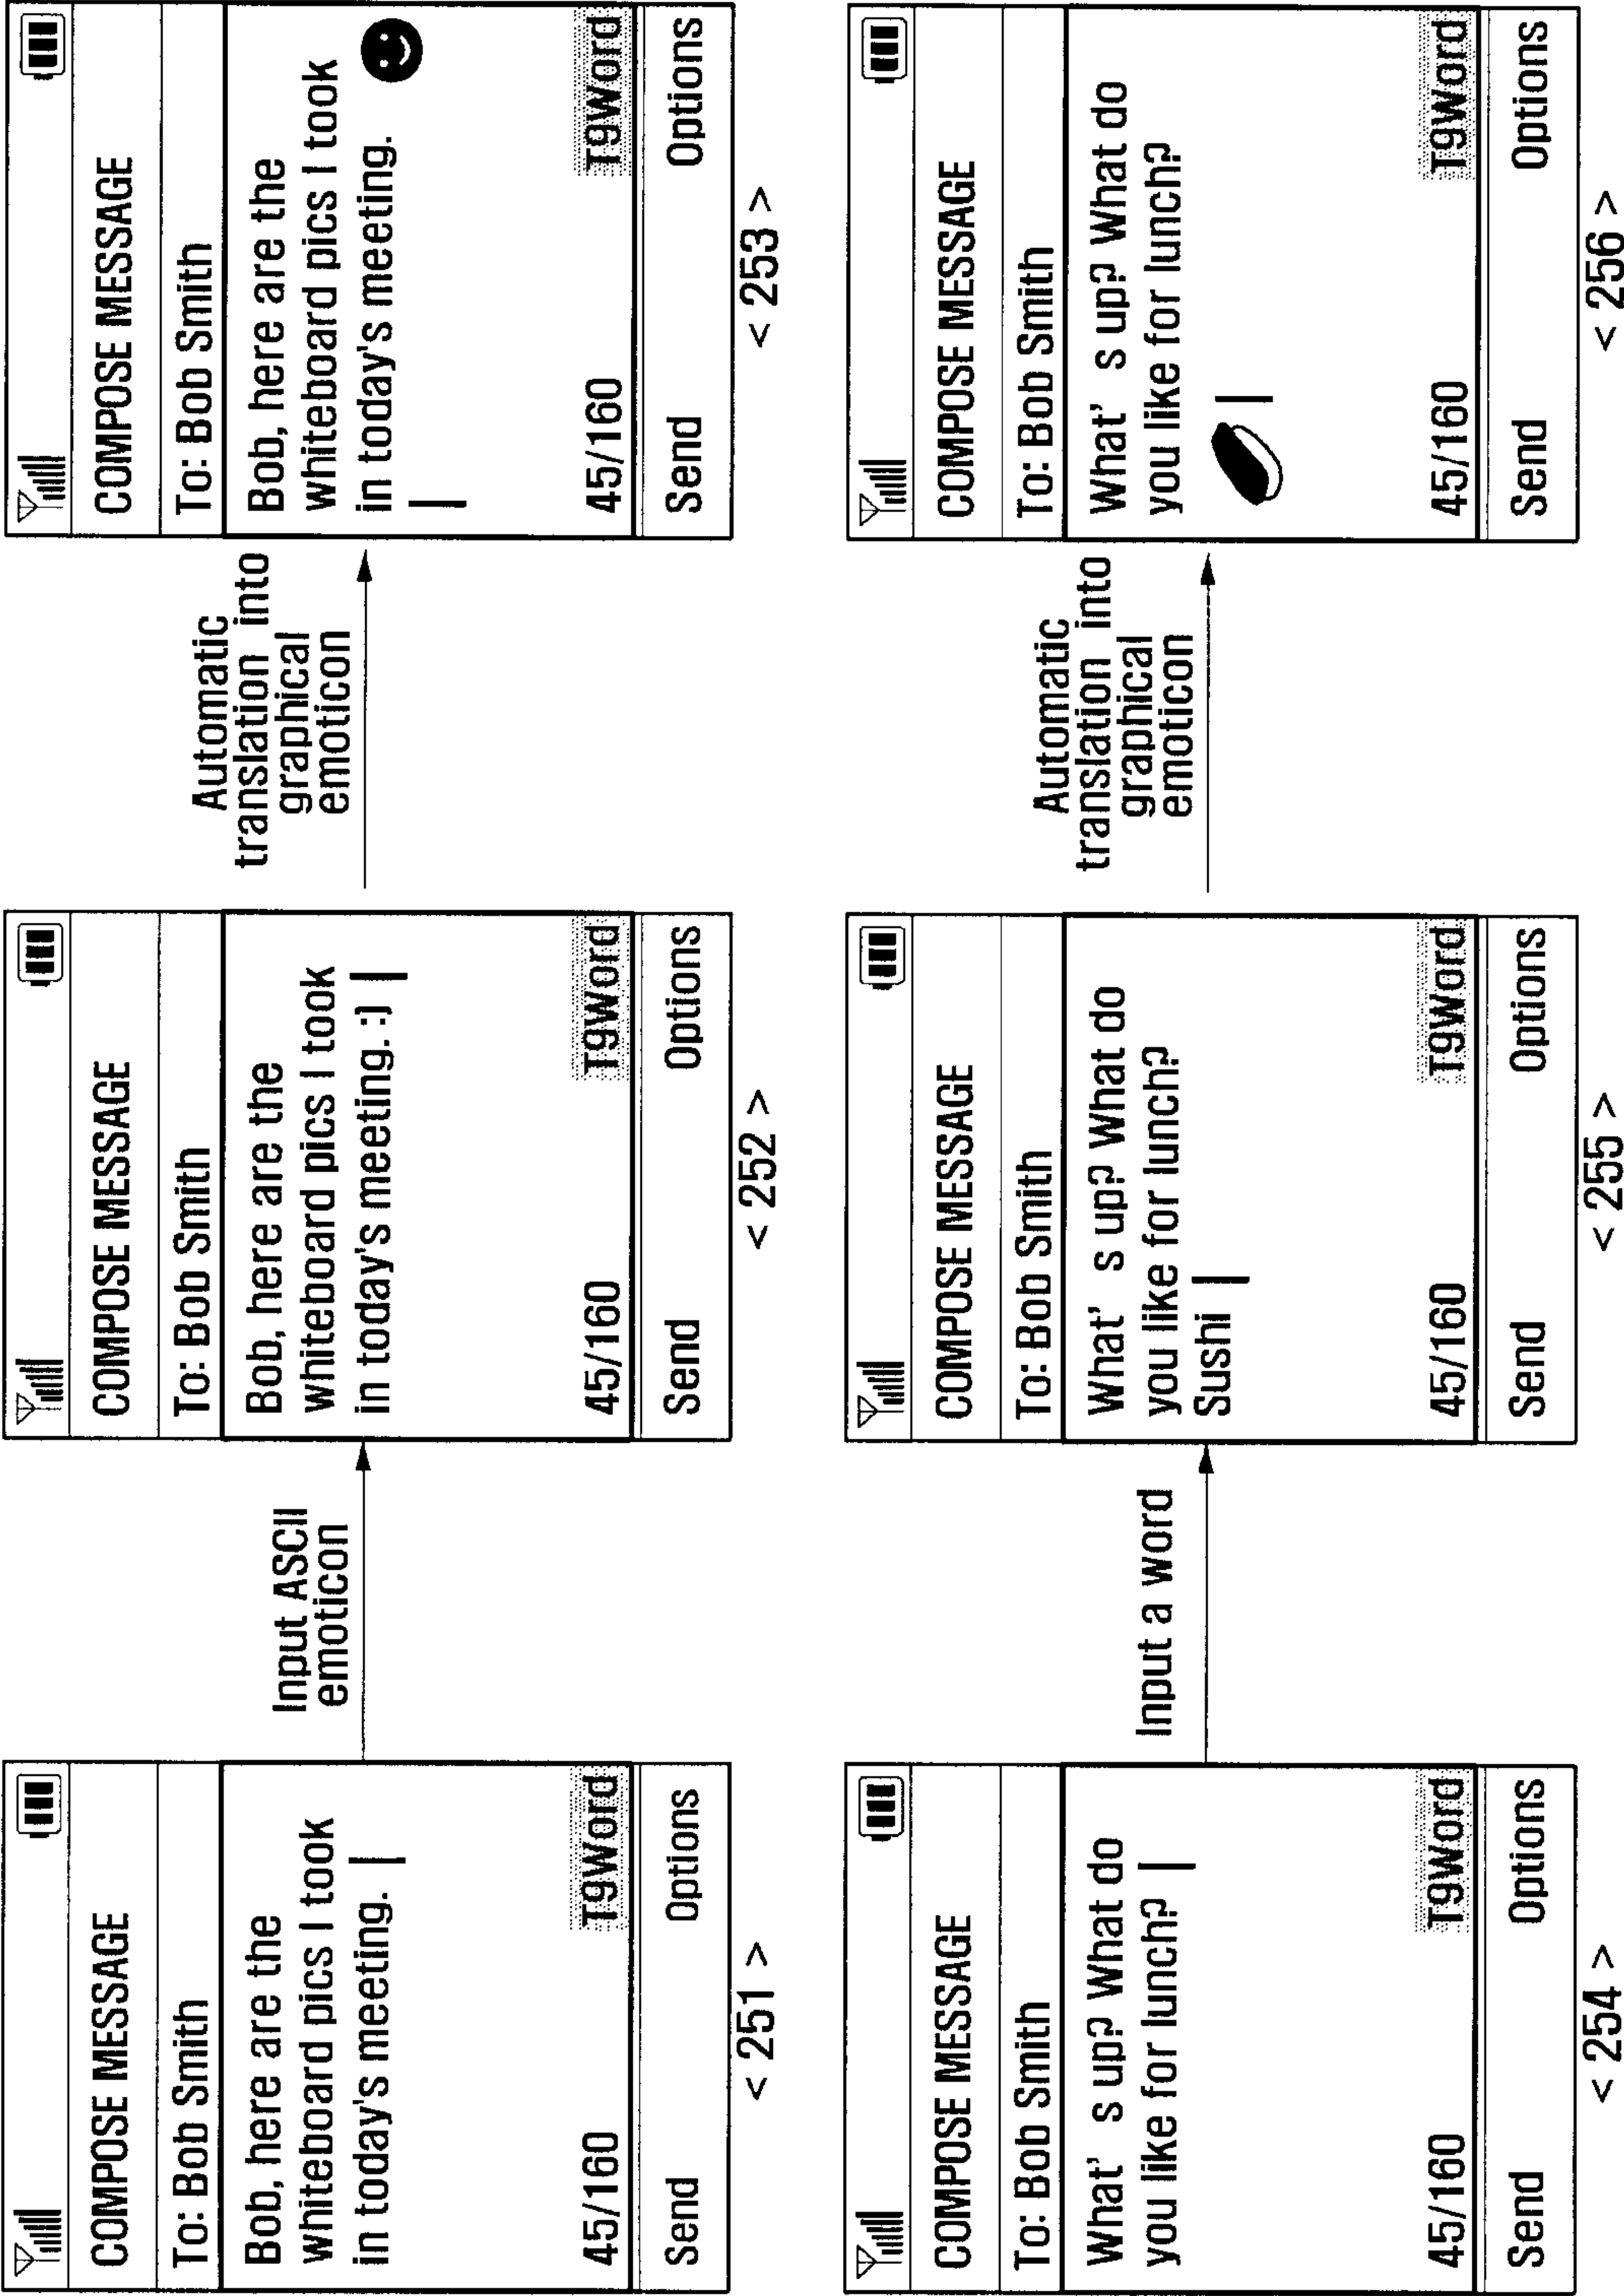 COMPOSE MESSAGE
To: Bob Smith
Bob, here are the
whiteboard pics I took
in today's meeting.
45/160 T9Word
Send Options
< 251 >
Input ASCII
emoticon
COMPOSE MESSAGE
To: Bob Smith
Bob, here are the
whiteboard pics I took
in today's meeting. :)
45/160 T9Word
Send Options
< 252 >
Automatic
translation into
graphical
emoticon
COMPOSE MESSAGE
To: Bob Smith
Bob, here are the
whiteboard pics I took
in today's meeting.
45/160 T9Word
Send Options
< 253 >
COMPOSE MESSAGE
To: Bob Smith
What' s up? What do
you like for lunch?
45/160 T9Word
Send Options
< 254 >
Input a word
COMPOSE MESSAGE
To: Bob Smith
What' s up? What do
you like for lunch?
Sushi
45/160 T9Word
Send Options
< 255 >
Automatic
translation into
graphical
emoticon
COMPOSE MESSAGE
To: Bob Smith
What' s up? What do
you like for lunch?
45/160 T9Word
Send Options
< 256 >